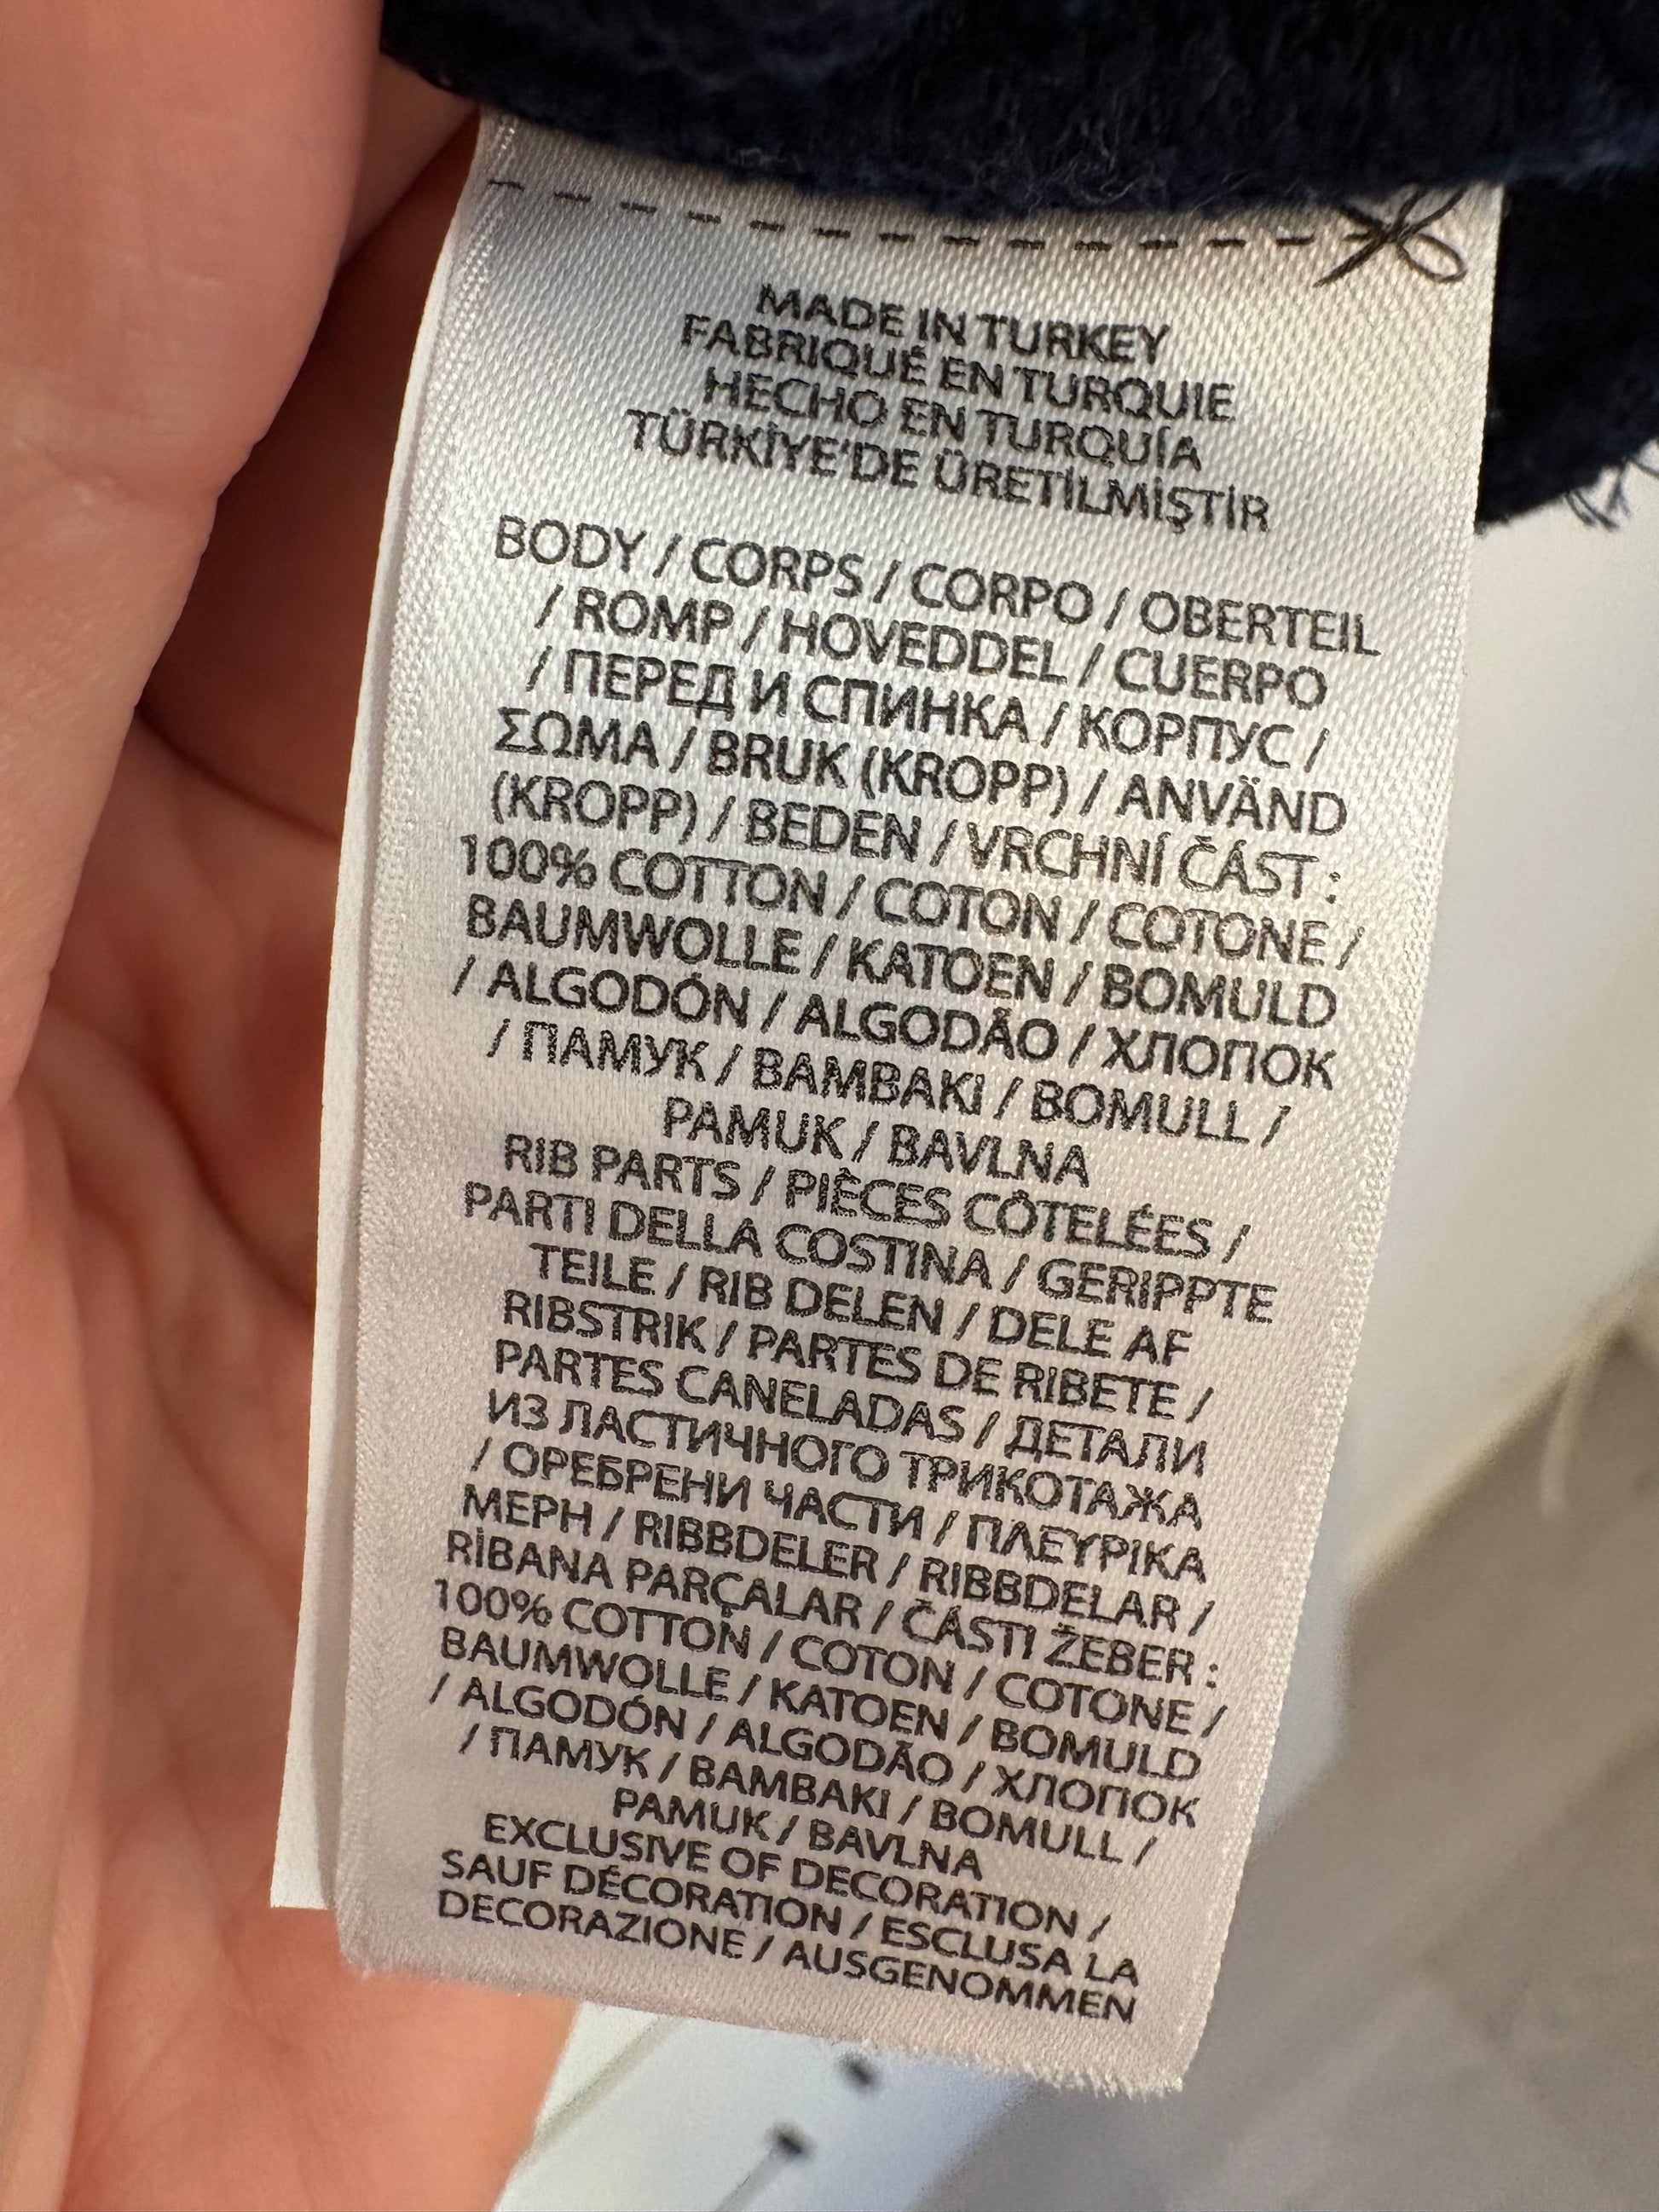 MADE IN TURKEY
FABRIQUÉ EN TURQUIE
HECHO EN TURQUÍA
TÜRKİYE'DE ÜRETİLMİŞTİR
BODY / CORPS / CORPO / OBERTEIL
/ ROMP / HOVEDDEL / CUERPO
/ ПЕРЕД И СПИНКА / КОРПУС /
ΣΩΜΑ / BRUK (KROPP) / ANVÄND
(KROPP) / BEDEN / VRCHNÍ ČÁST :
100% COTTON / COTON / COTONE /
BAUMWOLLE / KATOEN / BOMULD
/ ALGODÓN / ALGODÃO / ХЛОПОК
/ ПАМУК / ΒΑΜΒΑΚΙ / BOMULL /
PAMUK / BAVLNA
RIB PARTS / PIÈCES CÔTELÉES /
PARTI DELLA COSTINA / GERIPPTE
TEILE / RIB DELEN / DELE AF
RIBSTRIK / PARTES DE RIBETE /
PARTES CANELADAS / ДЕТАЛИ
ИЗ ЛАСТИЧНОГО ТРИКОТАЖА
/ ОРЕБРЕНИ ЧАСТИ / ΠΛΕΥΡΙΚΑ
ΜΕΡΗ / RIBBDELER / RIBBDELAR /
RİBANA PARÇALAR / ČÁSTI ŽEBER :
100% COTTON / COTON / COTONE /
BAUMWOLLE / KATOEN / BOMULD
/ ALGODÓN / ALGODÃO / ХЛОПОК
/ ПАМУК / ΒΑΜΒΑΚΙ / BOMULL /
PAMUK / BAVLNA
EXCLUSIVE OF DECORATION /
SAUF DÉCORATION / ESCLUSA LA
DECORAZIONE / AUSGENOMMEN